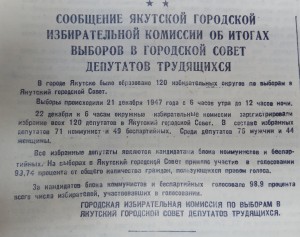 СООБЩЕНИЕ ЯКУТСКОЙ ГОРОДСКОЙ
ИЗБИРАТЕЛЬНОЙ КОМИССИИ ОБ ИТОГАХ
ВЫБОРОВ В ГОРОДСКОЙ СОВЕТ
ДЕПУТАТОВ ТРУДЯЩИХСЯ
В городе Якутске было образовано 120 избирательных округов по выборам в
Якутский городской Совет.
Выборы происходили 21 декабря 1947 года с 6 часов утра до 12 часов ночи.
22 декабря в 6 часов окружные избирательные комиссии зарегистрировали
избрание всех 120 депутатов в Якутский городской Совет. В составе избранных
депутатов 71 коммунист и 49 беспартийных. Среди депутатов 76 мужчин и 44
женщины.
Все избранные депутаты являются кандидатами блока коммунистов и беспар-
тийных. На выборах в Якутский городской Совет приняло участие в голосовании
93,74 процента от общего количества граждан, пользующихся правом голоса.
За кандидатов блока коммунистов и беспартийных голосовало 98,9 процента
всего числа избирателей, участвовавших в голосовании.
ГОРОДСКАЯ ИЗБИРАТЕЛЬНАЯ КОМИССИЯ ПО ВЫБОРАМ В
ЯКУТСКИЙ ГОРОДСКОЙ СОВЕТ ДЕПУТАТОВ ТРУДЯЩИХСЯ.